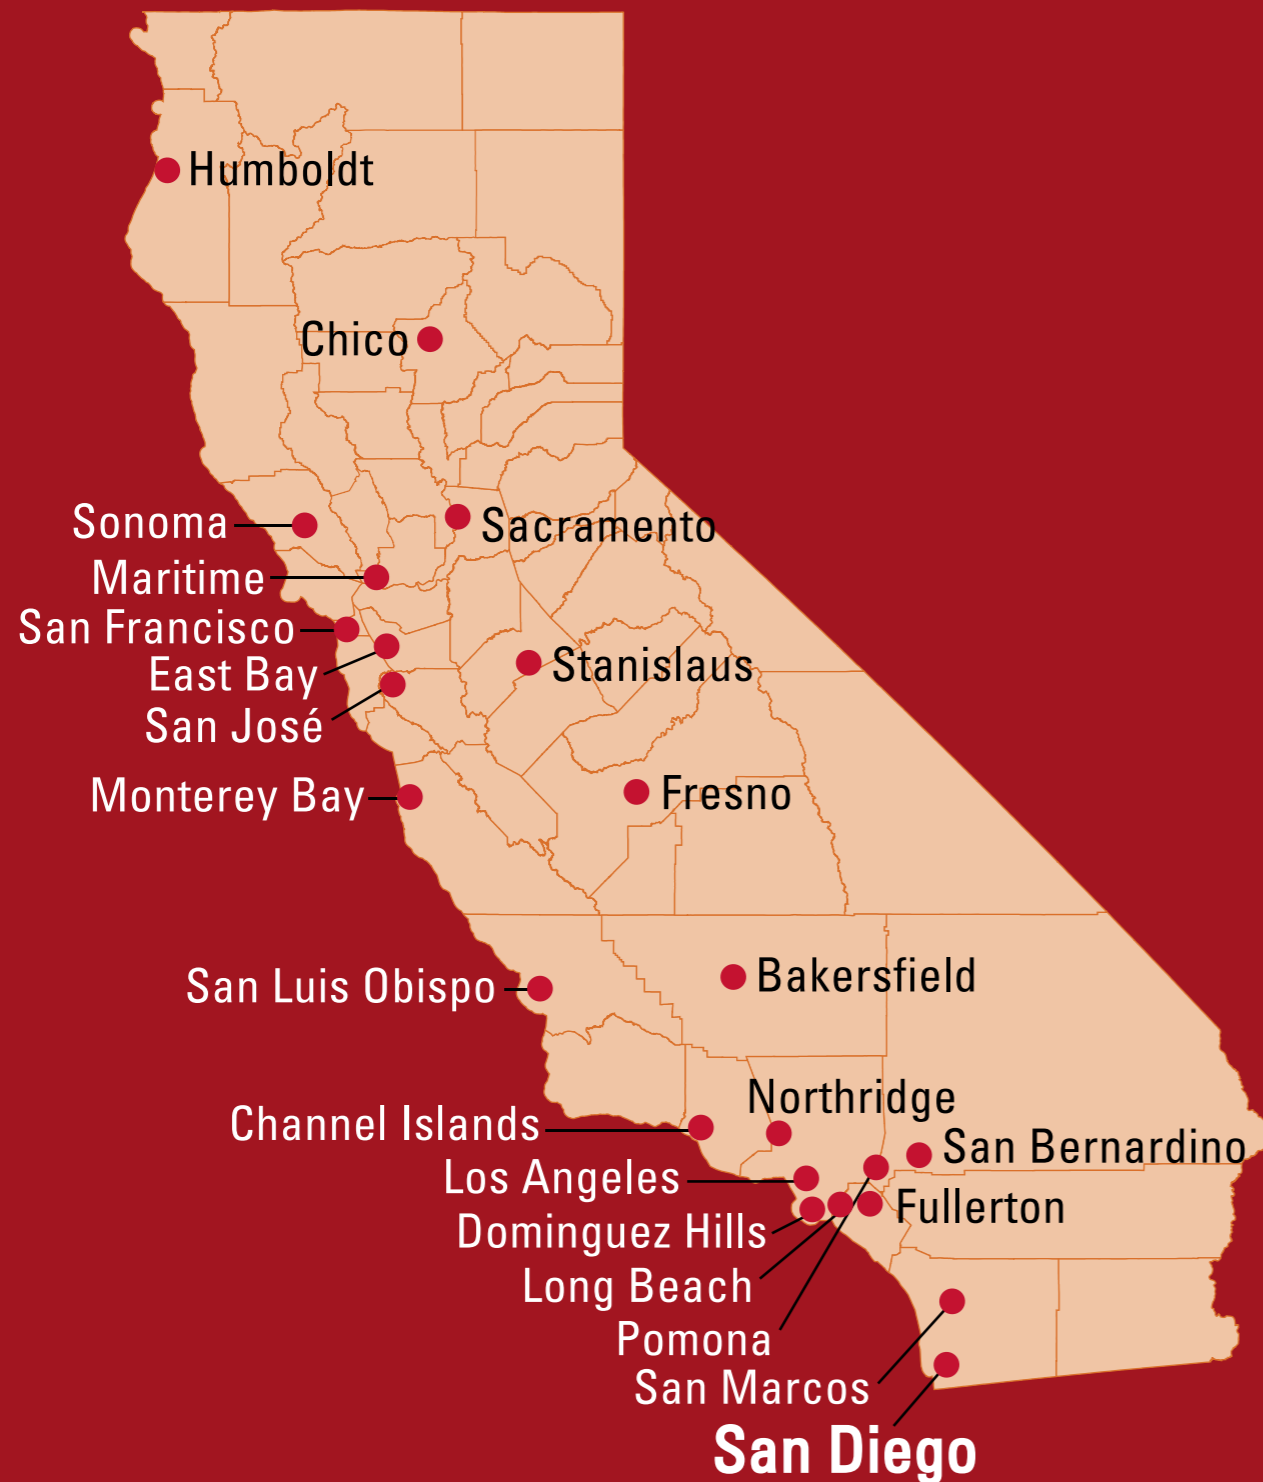 Humboldt
Chico
Sonoma
Sacramento
Maritime
San Francisco
East Bay
Stanislaus
San José
Monterey Bay
Fresno
San Luis Obispo
Bakersfield
Northridge
Channel Islands
San Bernardino
Los Angeles
Fullerton
Dominguez Hills
Long Beach
Pomona
San Marcos
San Diego